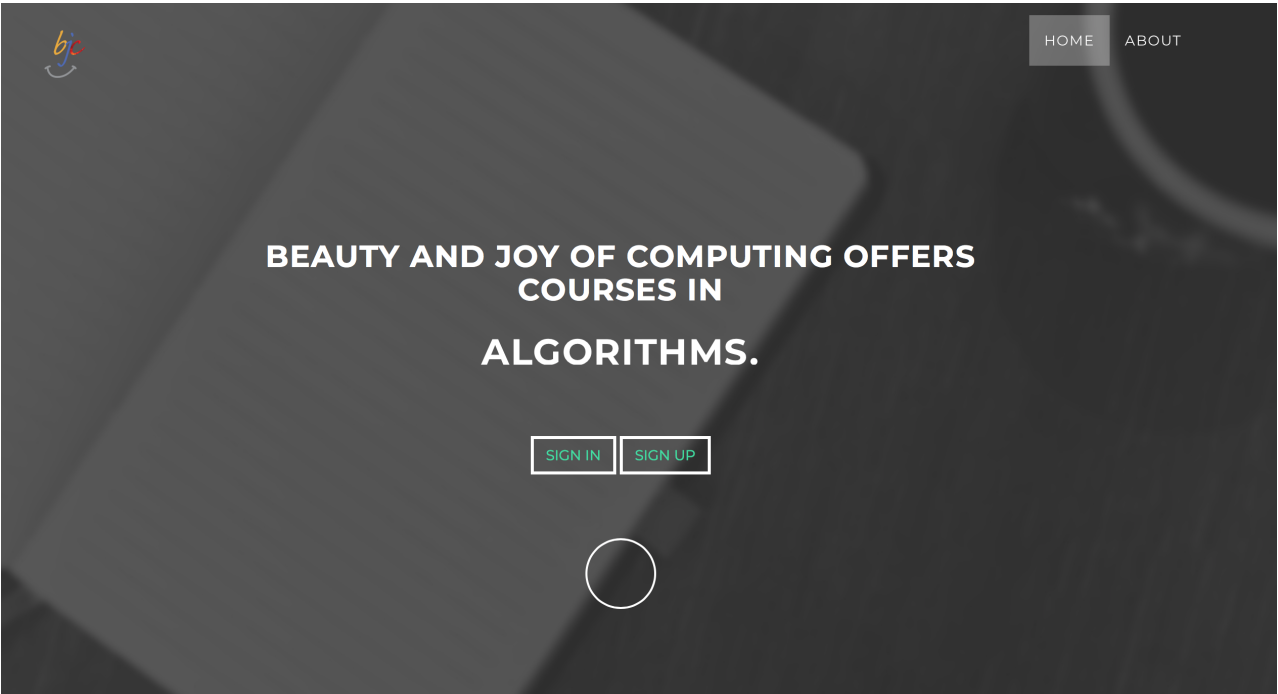 bjc
HOME
ABOUT
BEAUTY AND JOY OF COMPUTING OFFERS
COURSES IN
ALGORITHMS.
SIGN IN
SIGN UP